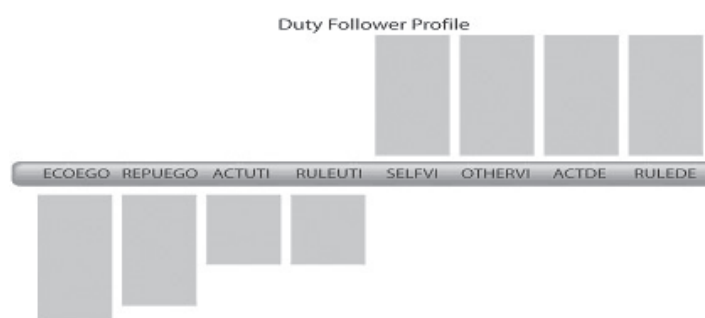 Duty Follower Profile
ECOEGO REPUEGO ACTUTI RULEUTI SELFVI OTHERVI ACTDE RULEDE